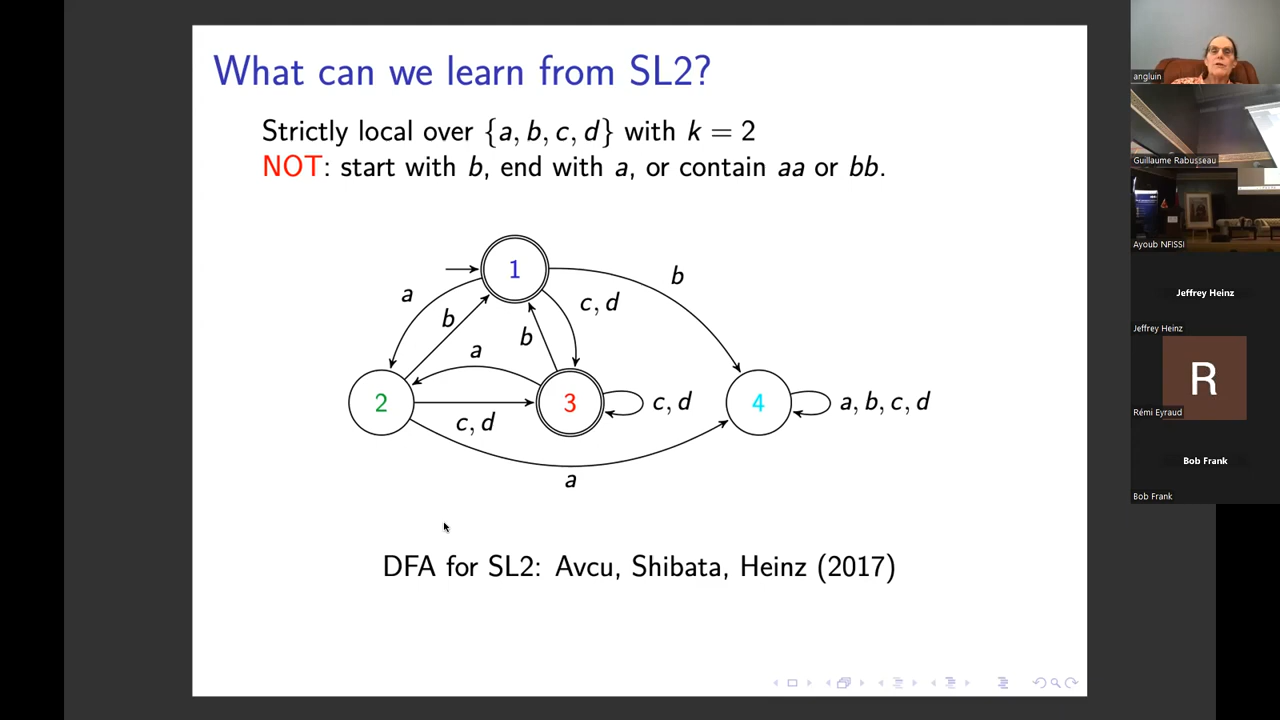 What can we learn from SL2?
Strictly local over {a, b, c, d} with k = 2
NOT: start with b, end with a, or contain aa or bb.
1
b
a
c, d
b
b
a
2
3
c, d
4
a, b, c, d
c, d
a
DFA for SL2: Avcu, Shibata, Heinz (2017)
angluin
Guillaume Rabusseau
Ayoub NFISSI
Jeffrey Heinz
Jeffrey Heinz
R
Rémi Eyraud
Bob Frank
Bob Frank